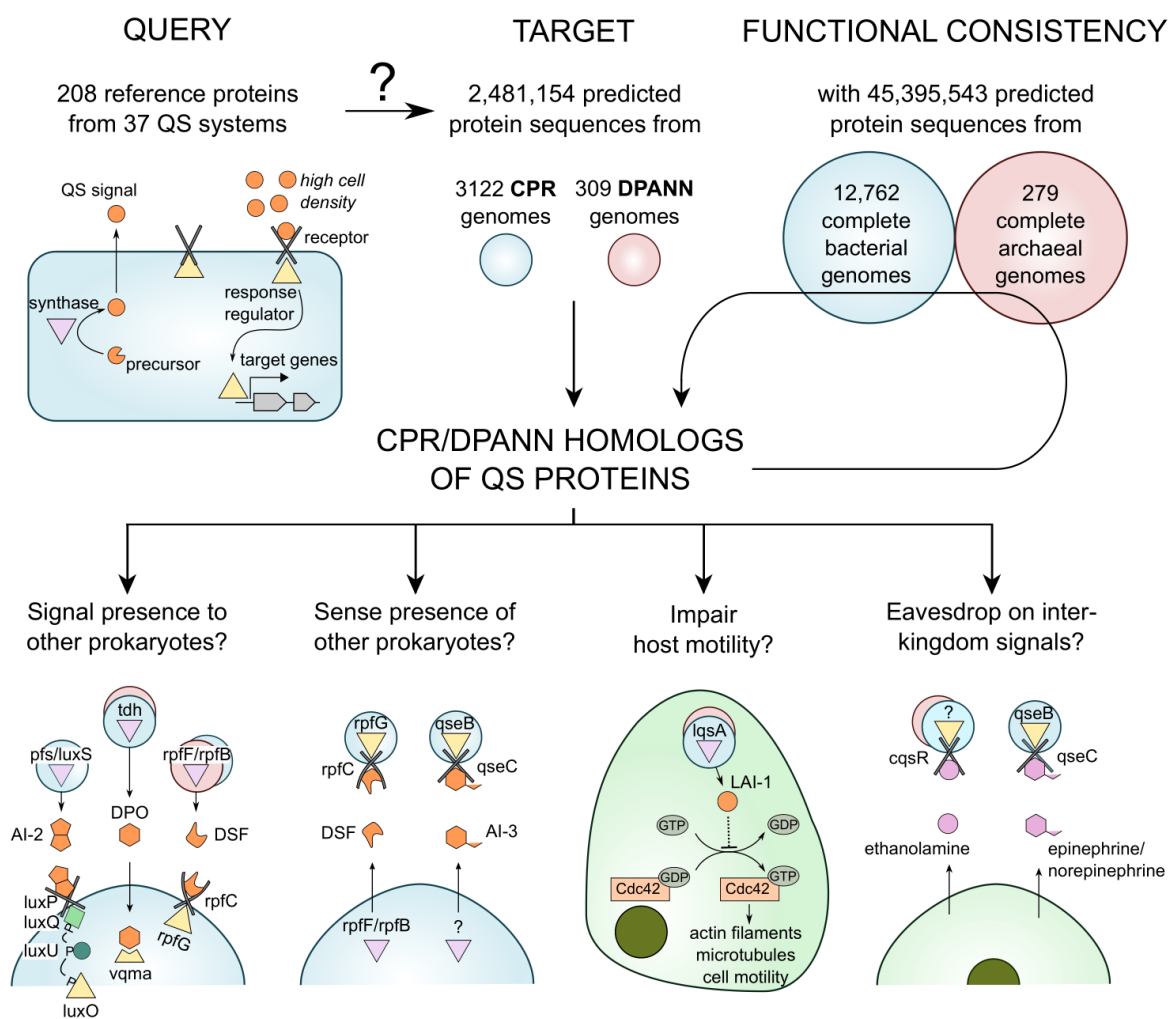 QUERY
TARGET
FUNCTIONAL CONSISTENCY
208 reference proteins
from 37 QS systems
?
2,481,154 predicted
protein sequences from
with 45,395,543 predicted
protein sequences from
3122 CPR
genomes
309 DPANN
genomes
12,762
complete
bacterial
genomes
279
complete
archaeal
genomes
QS signal
high cell
density
receptor
synthase
precursor
response
regulator
target genes
CPR/DPANN HOMOLOGS
OF QS PROTEINS
Signal presence to
other prokaryotes?
Sense presence of
other prokaryotes?
Impair
host motility?
Eavesdrop on inter-
kingdom signals?
tdh
pfs/luxS
rpfF/rpfB
DPO
AI-2
DSF
luxP
luxQ
P
luxU
P
P
luxO
vqma
rpfC
rpfG
rpfG
qseB
rpfC
qseC
DSF
AI-3
rpfF/rpfB
?
lqsA
LAI-1
GTP
GDP
GDP
GTP
Cdc42
Cdc42
actin filaments
microtubules
cell motility
?
qseB
cqsR
qseC
ethanolamine
epinephrine/
norepinephrine